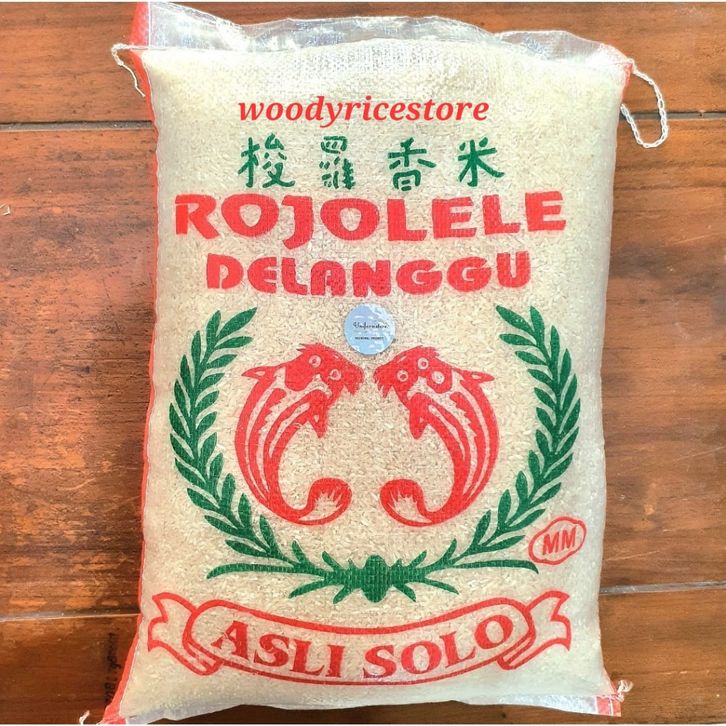 woodyricestore
梭羅香米
ROJOLELE
DELANGGU
MM
ASLI SOLO